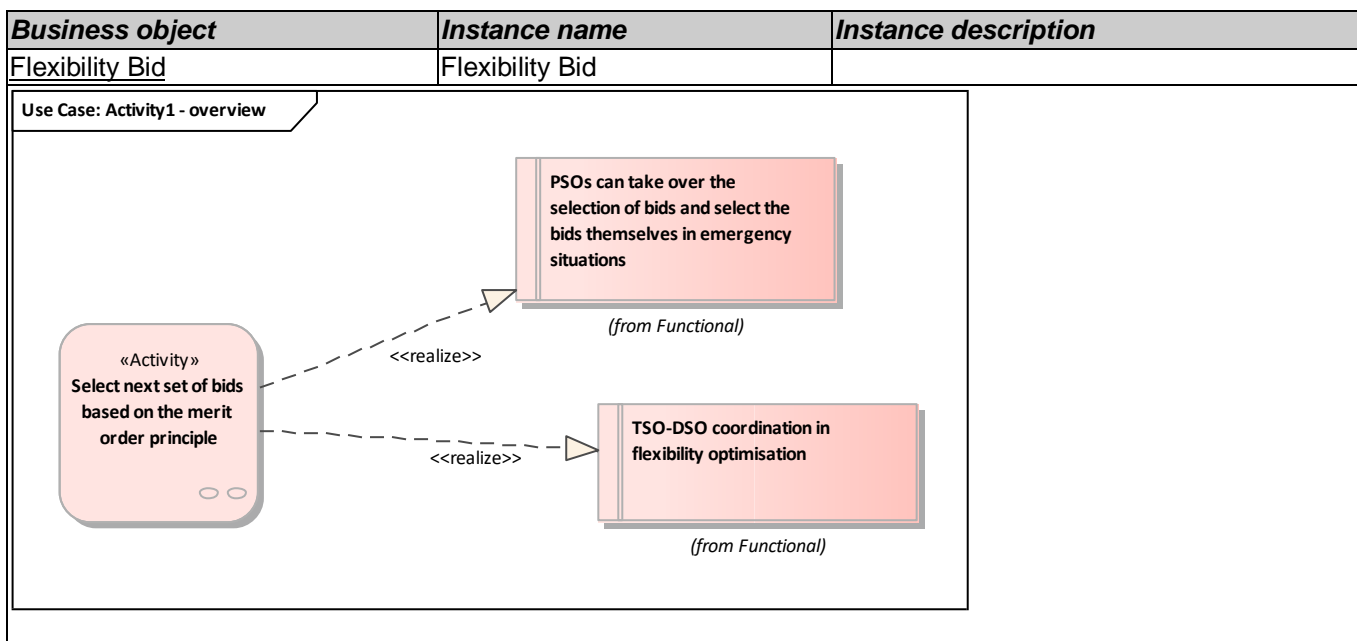 Business object Instance name Instance description
Flexibility Bid Flexibility Bid
Use Case: Activity1 - overview
PSOs can take over the
selection of bids and select the
bids themselves in emergency
situations
(from Functional)
<<realize>>
«Activity»
Select next set of bids
based on the merit
order principle
TSO-DSO coordination in
flexibility optimisation
<<realize>>
(from Functional)